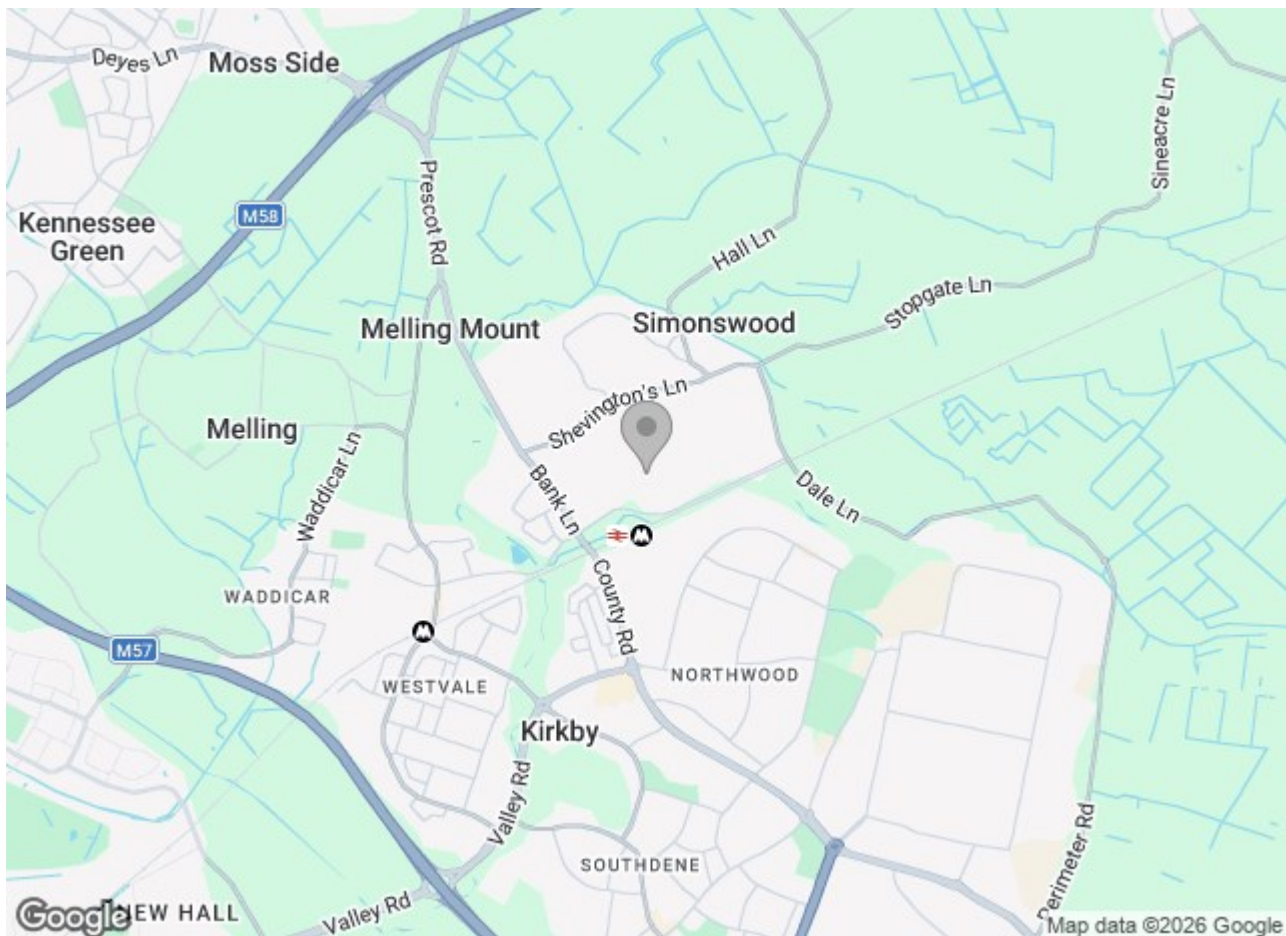 Deyes Ln
Moss Side
Sineacre Ln
Prescot Rd
M58
Kennessee
Green
Hall Ln
Stopgate Ln
Melling Mount
Simonswood
Shevington's Ln
Melling
Waddicar Ln
Bank Ln
Dale Ln
WADDICAR
County Rd
M57
WESTVALE
NORTHWOOD
Kirkby
Valley Rd
SOUTHDENE
Perimeter Rd
Google
NEW HALL
Valley Rd
Map data ©2026 Google